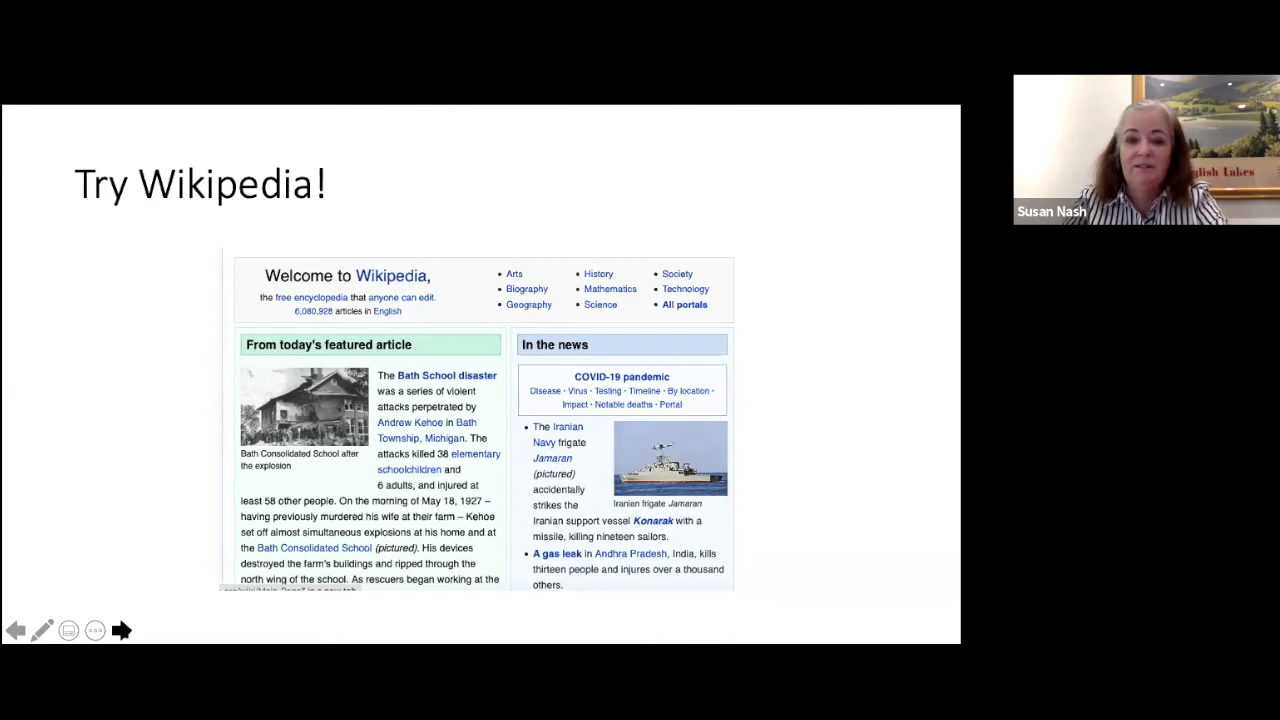 Try Wikipedia!
Welcome to Wikipedia,
the free encyclopedia that anyone can edit.
6,080,928 articles in English
• Arts
• Biography
• Geography
• History
• Mathematics
• Science
• Society
• Technology
• All portals
From today's featured article
The Bath School disaster
was a series of violent
attacks perpetrated by
Andrew Kehoe in Bath
Township, Michigan. The
attacks killed 38 elementary
schoolchildren and
6 adults, and injured at
Bath Consolidated School after
the explosion
least 58 other people. On the morning of May 18, 1927 –
having previously murdered his wife at their farm – Kehoe
set off almost simultaneous explosions at his home and at
the Bath Consolidated School (pictured). His devices
destroyed the farm's buildings and ripped through the
north wing of the school. As rescuers began working at the
In the news
COVID-19 pandemic
Disease · Virus · Testing · Timeline · By location ·
Impact · Notable deaths · Portal
• The Iranian
Navy frigate
Jamaran
(pictured)
accidentally
strikes the
Iranian frigate Jamaran
Iranian support vessel Konarak with a
missile, killing nineteen sailors.
• A gas leak in Andhra Pradesh, India, kills
thirteen people and injures over a thousand
others.
glish Lakes
Susan Nash